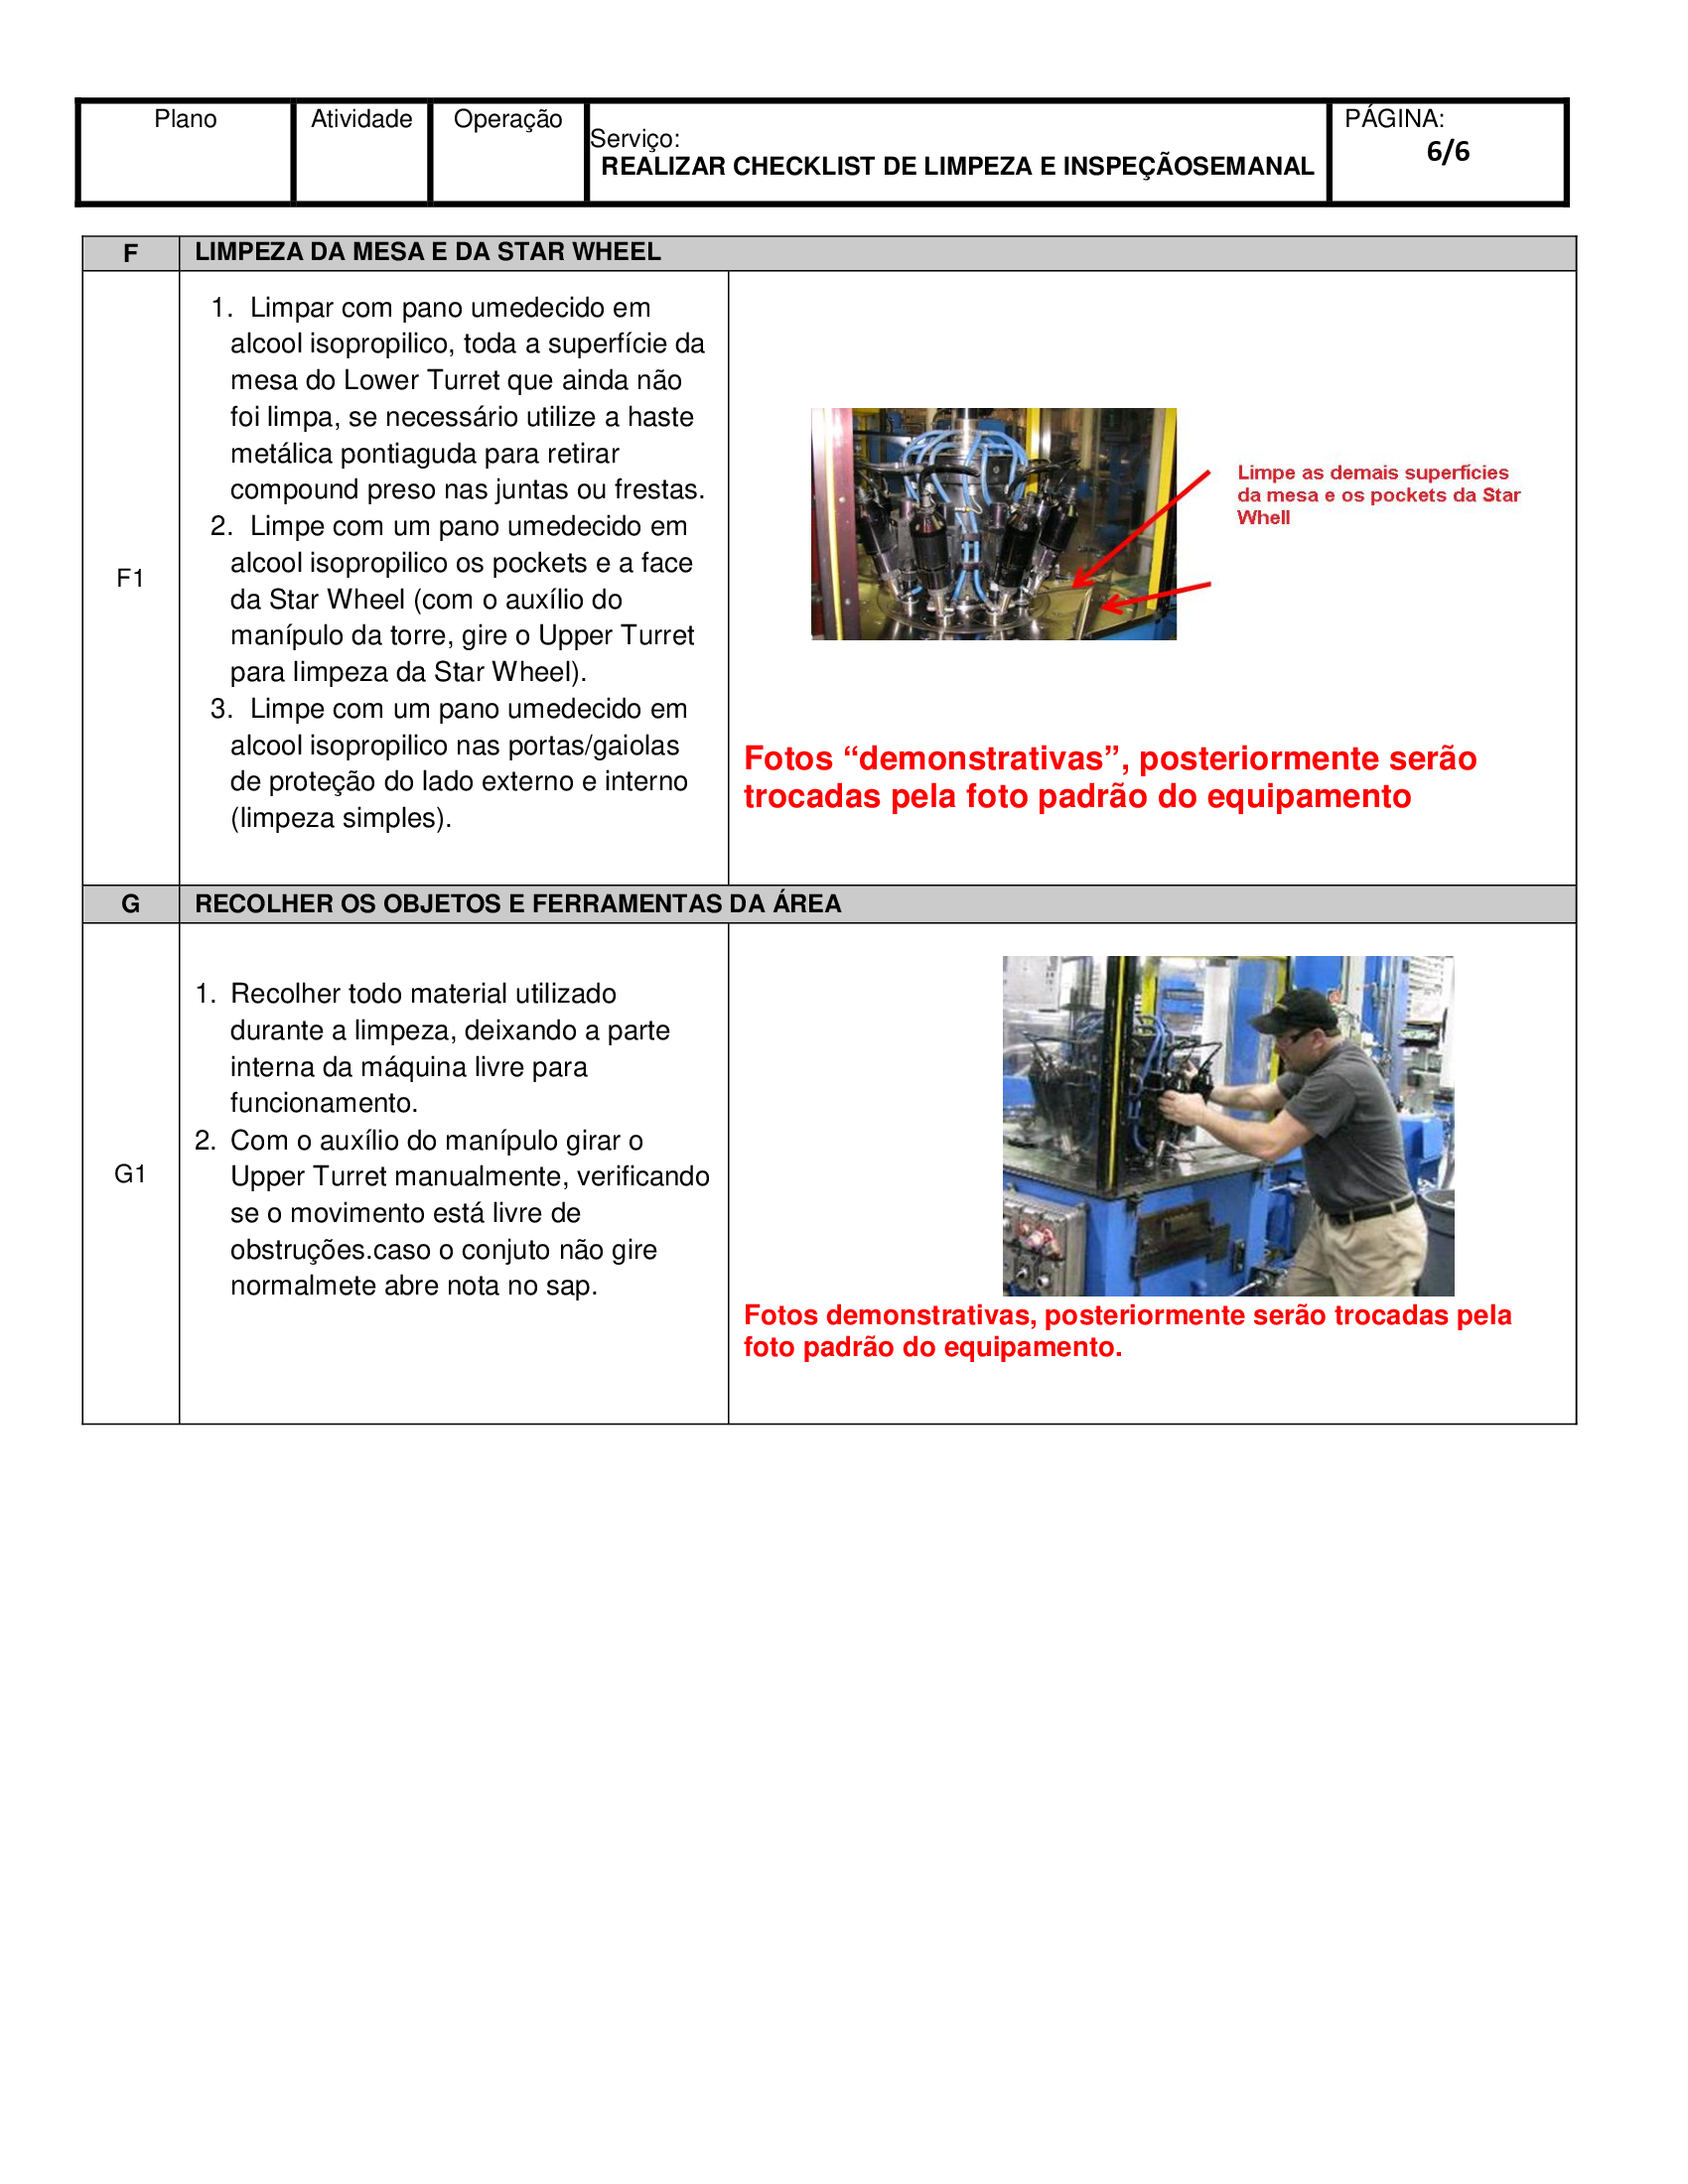 Plano
Atividade
Operação
Serviço:
REALIZAR CHECKLIST DE LIMPEZA E INSPEÇÃOSEMANAL
PÁGINA:
6/6
F
LIMPEZA DA MESA E DA STAR WHEEL
F1
1. Limpar com pano umedecido em
alcool isopropilico, toda a superfície da
mesa do Lower Turret que ainda não
foi limpa, se necessário utilize a haste
metálica pontiaguda para retirar
compound preso nas juntas ou frestas.
2. Limpe com um pano umedecido em
alcool isopropilico os pockets e a face
da Star Wheel (com o auxílio do
manípulo da torre, gire o Upper Turret
para limpeza da Star Wheel).
3. Limpe com um pano umedecido em
alcool isopropilico nas portas/gaiolas
de proteção do lado externo e interno
(limpeza simples).
Limpe as demais superfícies
da mesa e os pockets da Star
Whell
Fotos “demonstrativas”, posteriormente serão
trocadas pela foto padrão do equipamento
G
RECOLHER OS OBJETOS E FERRAMENTAS DA ÁREA
G1
1. Recolher todo material utilizado
durante a limpeza, deixando a parte
interna da máquina livre para
funcionamento.
2. Com o auxílio do manípulo girar o
Upper Turret manualmente, verificando
se o movimento está livre de
obstruções.caso o conjuto não gire
normalmete abre nota no sap.
Fotos demonstrativas, posteriormente serão trocadas pela
foto padrão do equipamento.